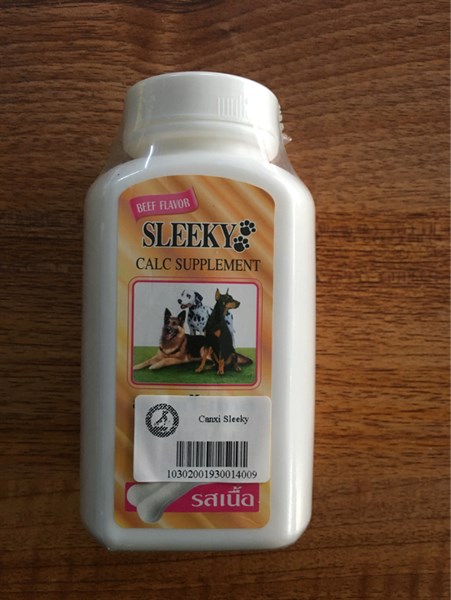 BEEF FLAVOR
SLEEKY
CALC SUPPLEMENT
Canxi Sleeky
10302001930014009
รสเนื้อ